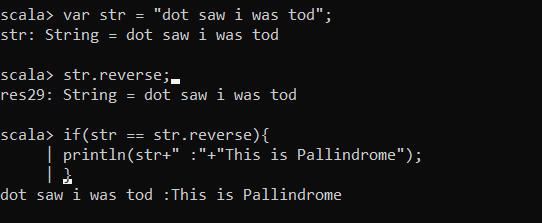 scala> var str = "dot saw i was tod";
str: String = dot saw i was tod
scala> str.reverse;
res29: String = dot saw i was tod
scala> if(str == str.reverse){
     | println(str+" :"+"This is Pallindrome");
     | }
dot saw i was tod :This is Pallindrome